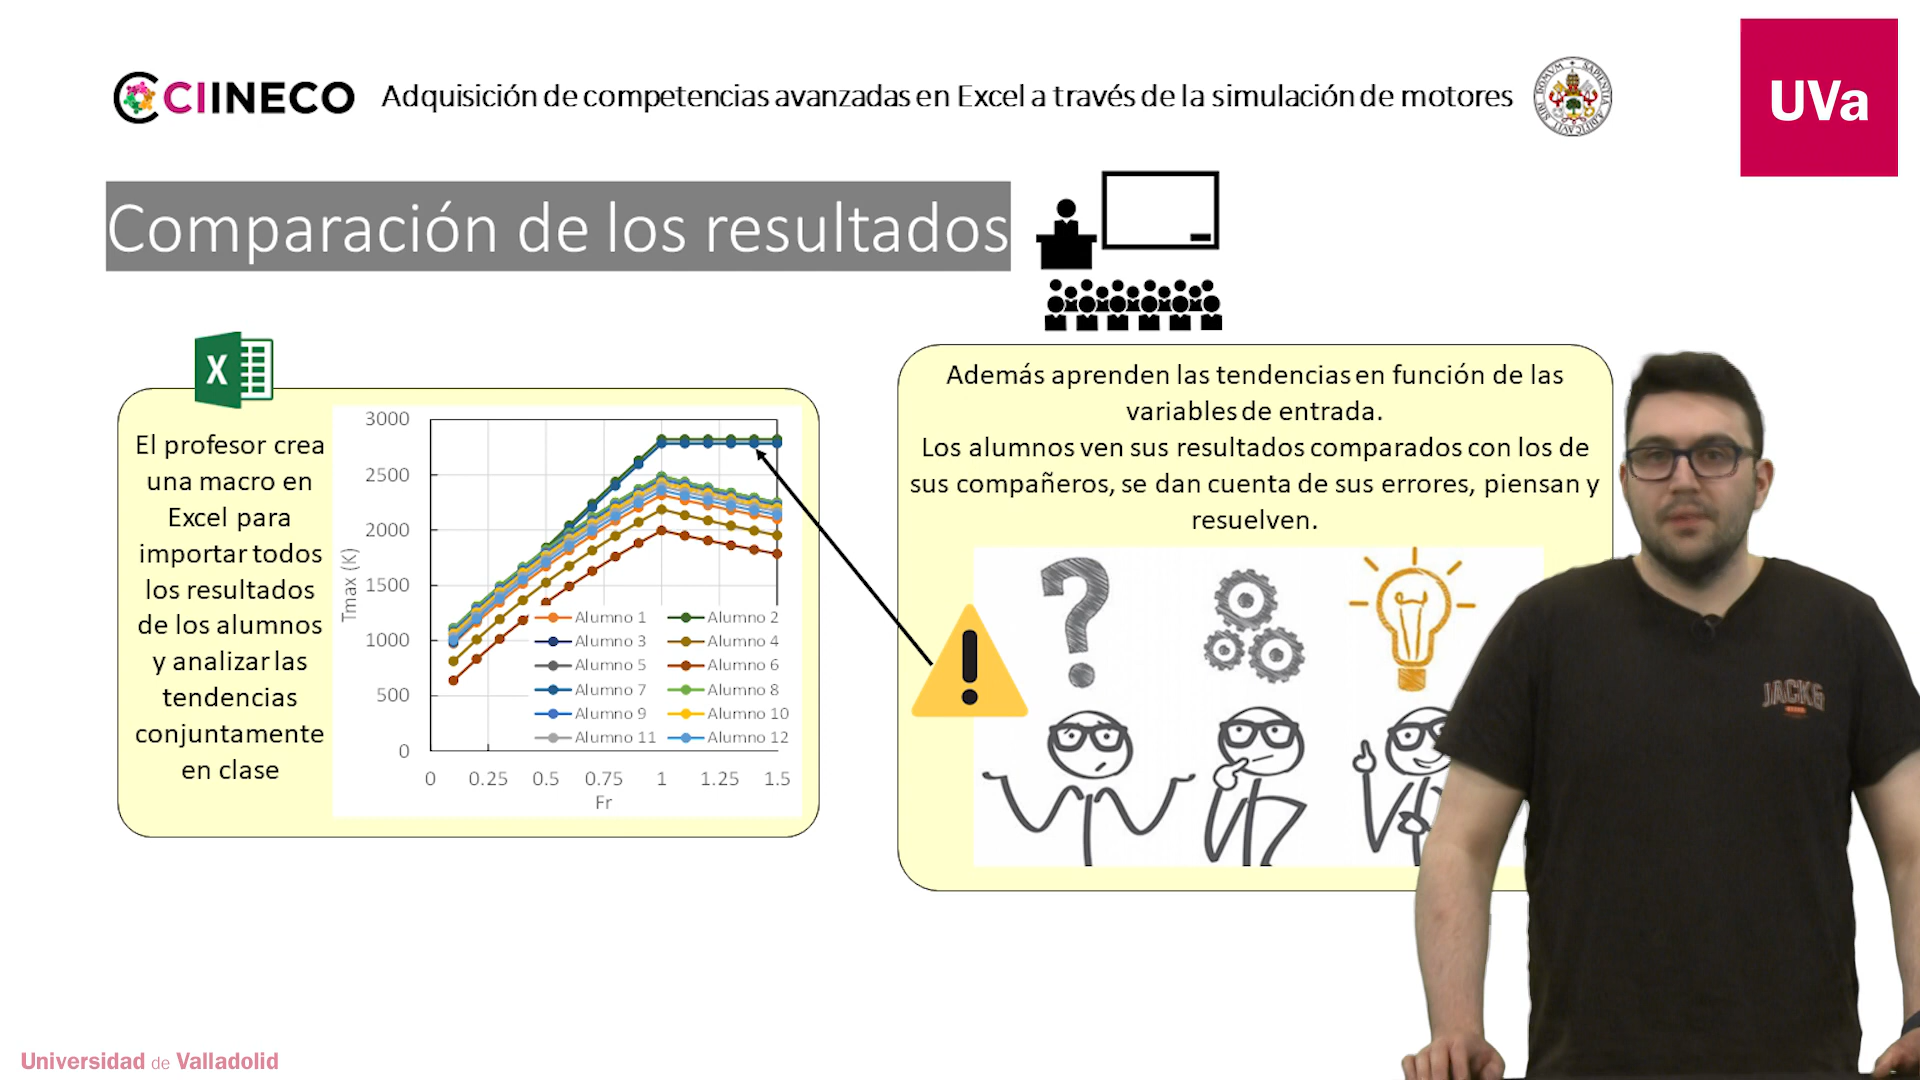 CIINECO
Adquisición de competencias avanzadas en Excel a través de la simulación de motores
UVa
Comparación de los resultados
X
El profesor crea
una macro en
Excel para
importar todos
los resultados
de los alumnos
y analizar las
tendencias
conjuntamente
en clase
3000
2500
2000
1500
1000
500
0
Tmax (K)
0 0.25 0.5 0.75 1 1.25 1.5
Fr
Alumno 1 Alumno 2
Alumno 3 Alumno 4
Alumno 5 Alumno 6
Alumno 7 Alumno 8
Alumno 9 Alumno 10
Alumno 11 Alumno 12
Además aprenden las tendencias en función de las
variables de entrada.
Los alumnos ven sus resultados comparados con los de
sus compañeros, se dan cuenta de sus errores, piensan y
resuelven.
?
!
JACK&
Universidad de Valladolid